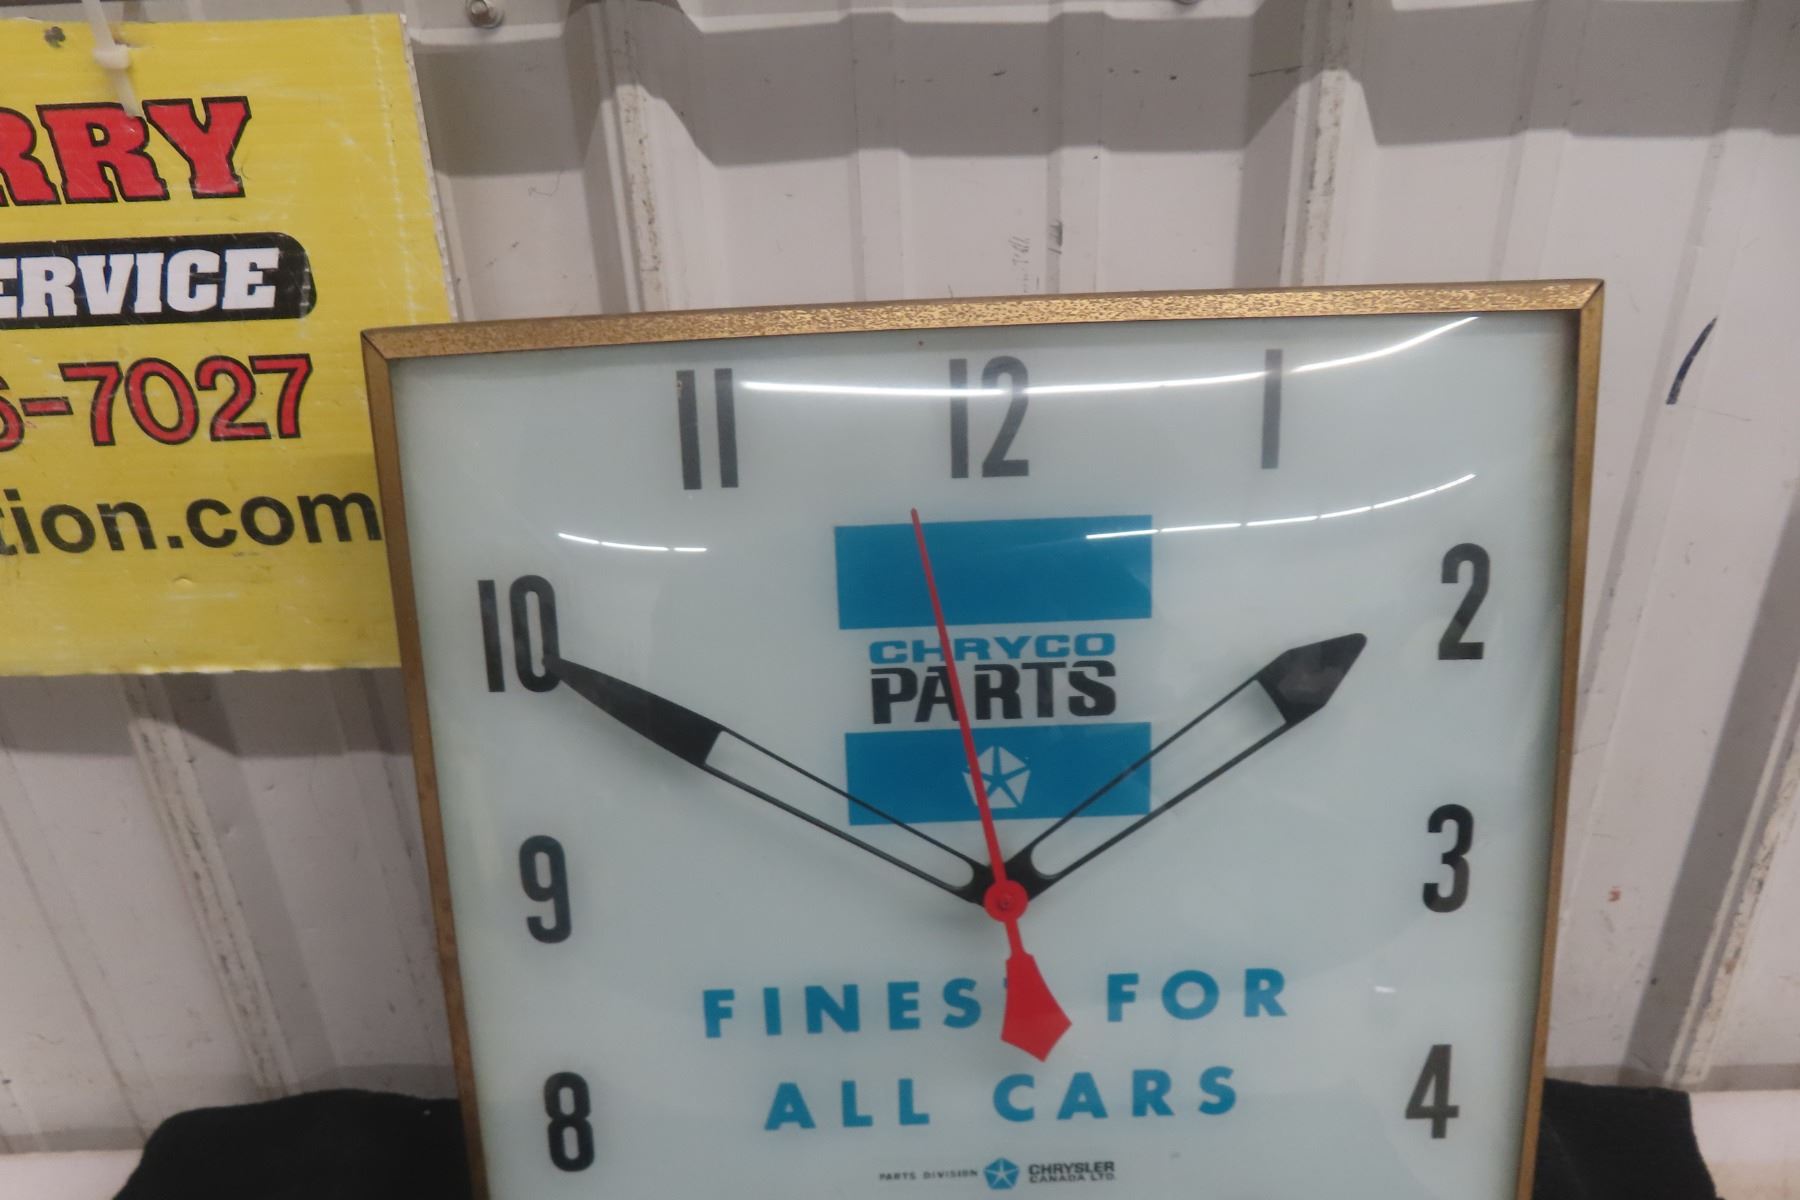 RRY
ERVICE
6-7027
tion.com
11 12 1
10 2
CHRYCO
PARTS
9 3
FINEST FOR
8 ALL CARS 4
PARTS DIVISION CHRYSLER
CANADA LTD.